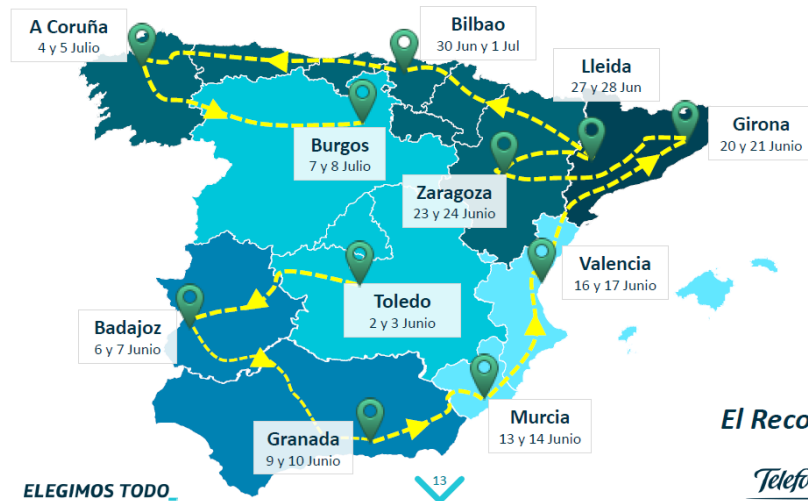 A Coruña
4 y 5 Julio
Bilbao
30 Jun y 1 Jul
Lleida
27 y 28 Jun
Girona
20 y 21 Junio
Burgos
7 y 8 Julio
Zaragoza
23 y 24 Junio
Valencia
16 y 17 Junio
Toledo
2 y 3 Junio
Badajoz
6 y 7 Junio
Murcia
13 y 14 Junio
Granada
9 y 10 Junio
El Reco
13
ELEGIMOS TODO_
Telef